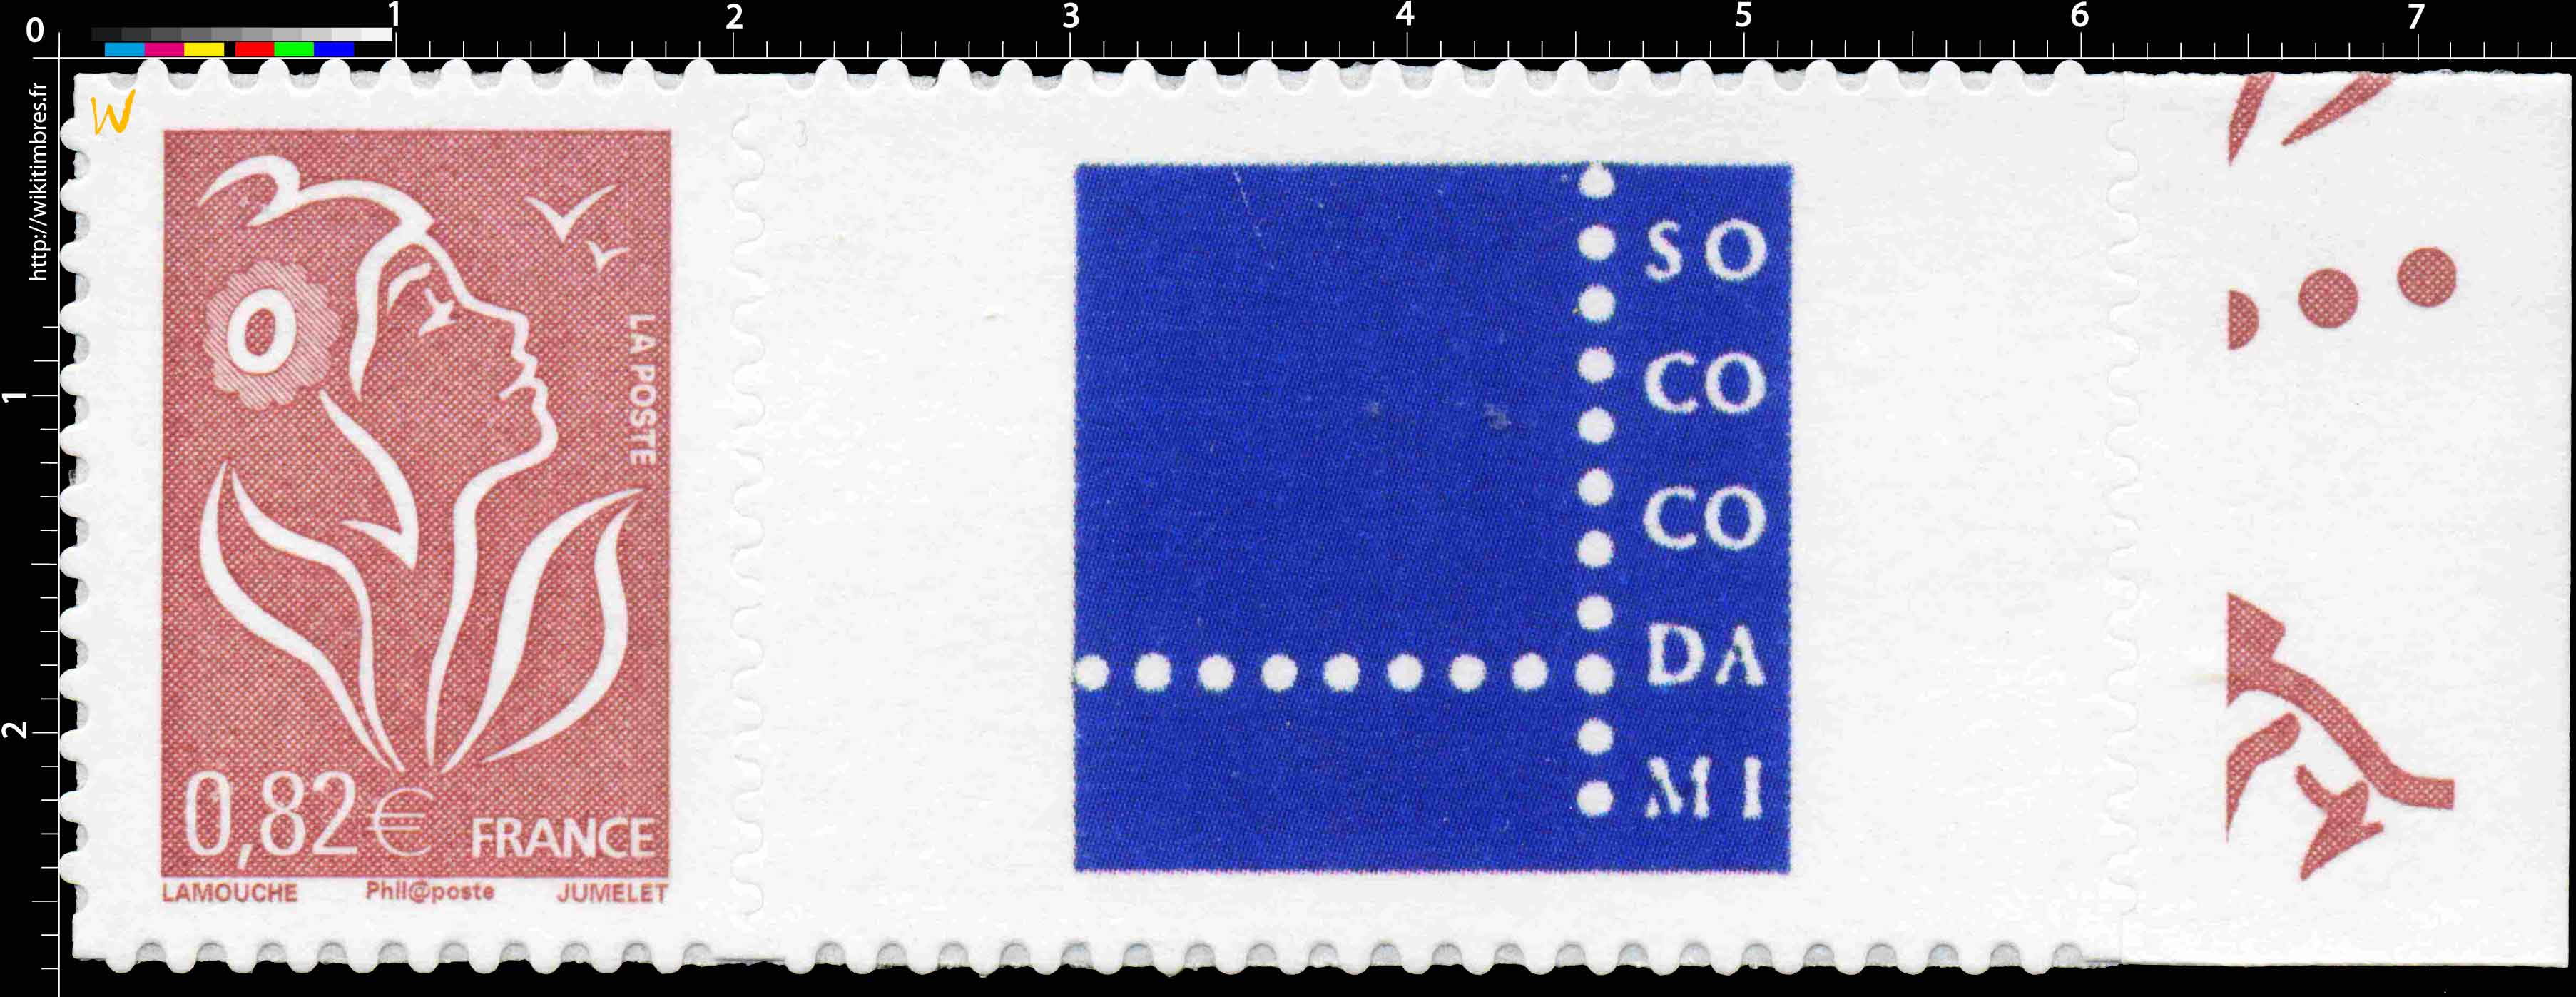 0 1 2 3 4 5 6 7
http://wikitimbres.fr
W
LA POSTE
0,82€ FRANCE
LAMOUCHE Phil@poste JUMELET
SO
CO
CO
DA
MI
1
2